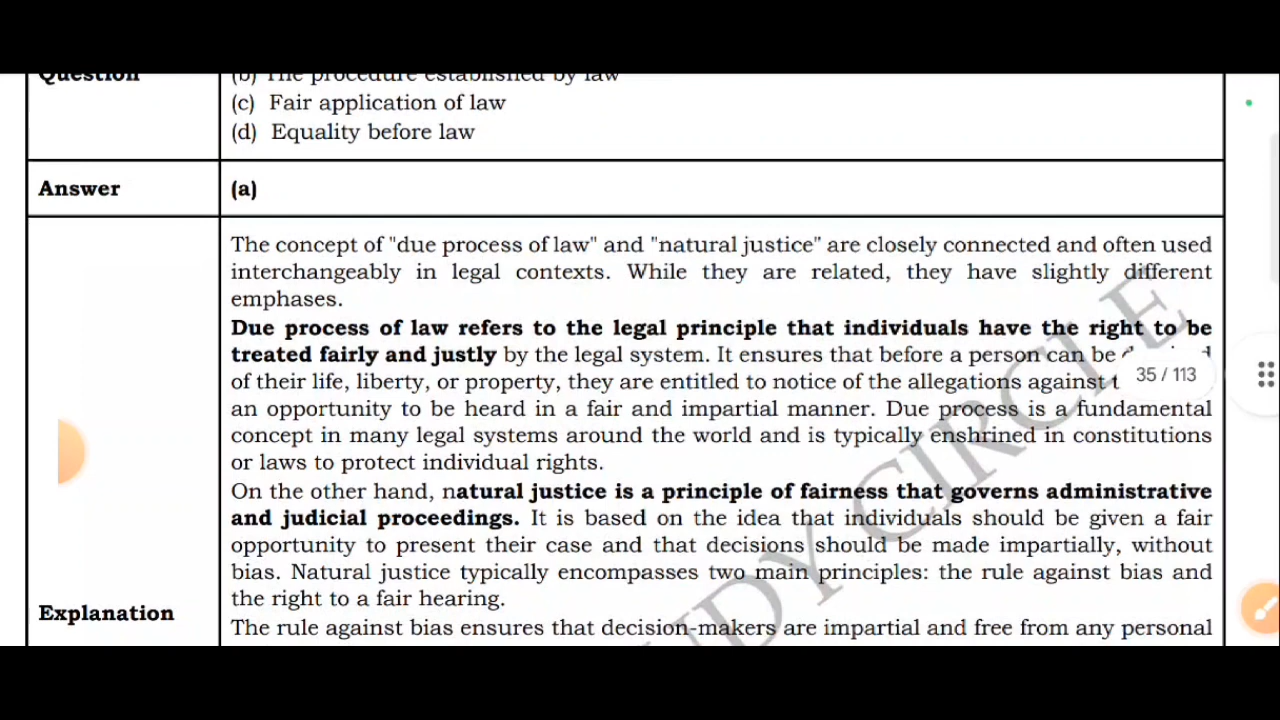 Question
(b) The procedure established by law
(c) Fair application of law
(d) Equality before law
Answer
(a)
The concept of "due process of law" and "natural justice" are closely connected and often used
interchangeably in legal contexts. While they are related, they have slightly different
emphases.
Due process of law refers to the legal principle that individuals have the right to be
treated fairly and justly by the legal system. It ensures that before a person can be
of their life, liberty, or property, they are entitled to notice of the allegations against
35 / 113
an opportunity to be heard in a fair and impartial manner. Due process is a fundamental
concept in many legal systems around the world and is typically enshrined in constitutions
or laws to protect individual rights.
On the other hand, natural justice is a principle of fairness that governs administrative
and judicial proceedings. It is based on the idea that individuals should be given a fair
opportunity to present their case and that decisions should be made impartially, without
bias. Natural justice typically encompasses two main principles: the rule against bias and
the right to a fair hearing.
Explanation
The rule against bias ensures that decision-makers are impartial and free from any personal
CIRCLE